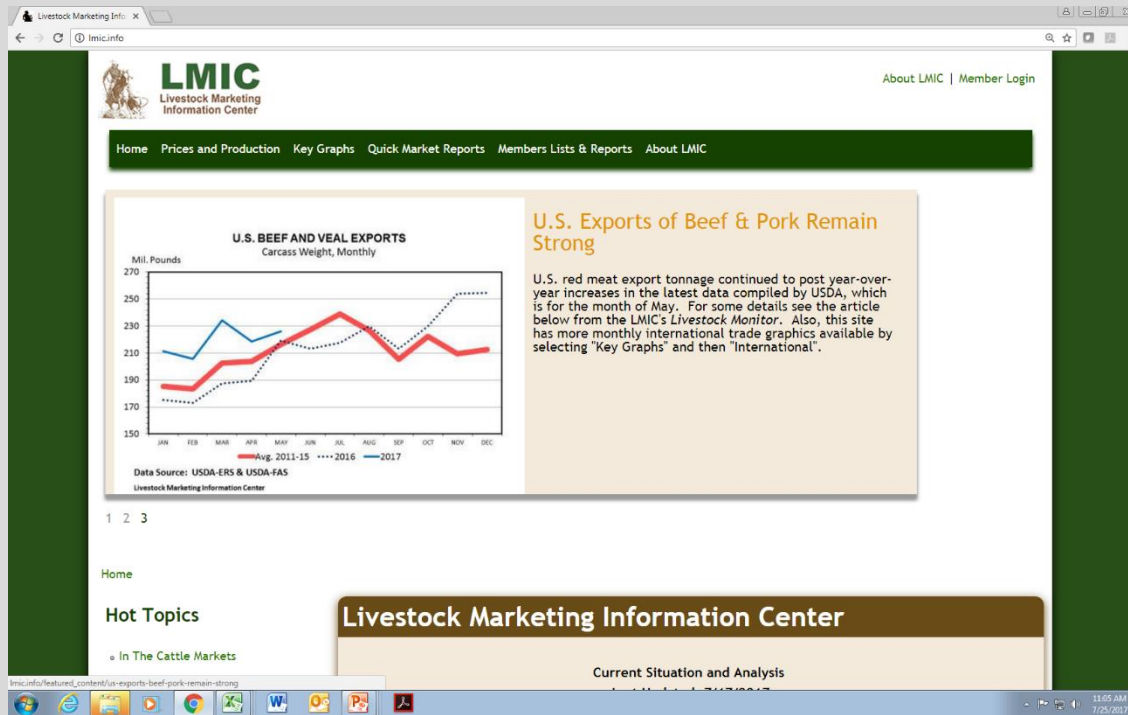 Livestock Marketing Info
lmic.info
LMIC
Livestock Marketing
Information Center
About LMIC | Member Login
Home Prices and Production Key Graphs Quick Market Reports Members Lists & Reports About LMIC
U.S. BEEF AND VEAL EXPORTS
Carcass Weight, Monthly
Mil. Pounds
270
250
230
210
190
170
150
JAN FEB MAR APR MAY JUN JUL AUG SEP OCT NOV DEC
Avg. 2011-15 2016 2017
Data Source: USDA-ERS & USDA-FAS
Livestock Marketing Information Center
U.S. Exports of Beef & Pork Remain
Strong
U.S. red meat export tonnage continued to post year-over-
year increases in the latest data compiled by USDA, which
is for the month of May. For some details see the article
below from the LMIC's Livestock Monitor. Also, this site
has more monthly international trade graphics available by
selecting "Key Graphs" and then "International".
1 2 3
Home
Hot Topics
In The Cattle Markets
Livestock Marketing Information Center
Current Situation and Analysis
lmic.info/featured_content/us-exports-beef-pork-remain-strong
11:05 AM
7/25/2017